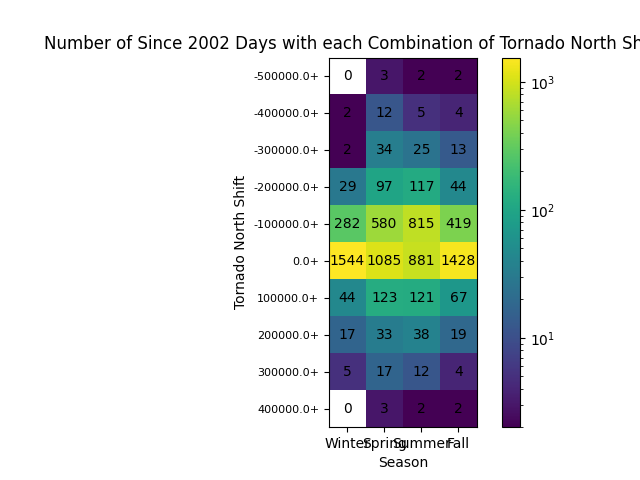 Number of Since 2002 Days with each Combination of Tornado North Sh
-500000.0+ 0 3 2 2
-400000.0+ 2 12 5 4
-300000.0+ 2 34 25 13
-200000.0+ 29 97 117 44
-100000.0+ 282 580 815 419
0.0+ 1544 1085 881 1428
100000.0+ 44 123 121 67
200000.0+ 17 33 38 19
300000.0+ 5 17 12 4
400000.0+ 0 3 2 2
Tornado North Shift
Winter Spring Summer Fall
Season
10³
10²
10¹